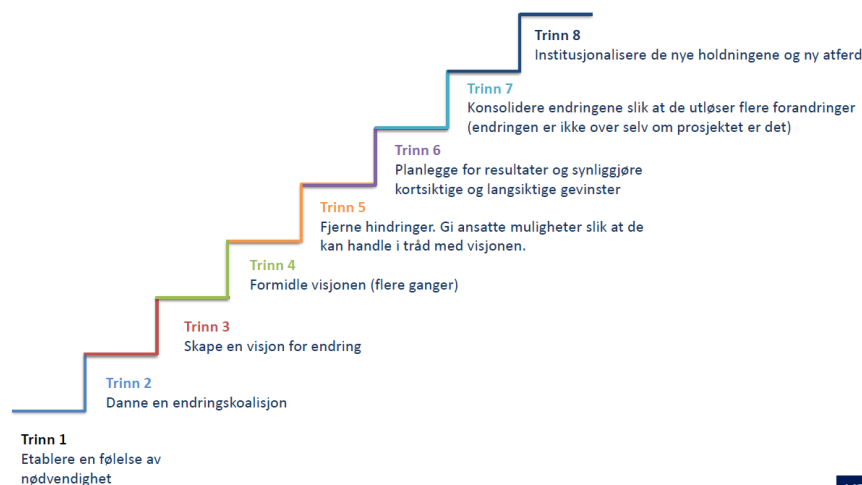 Trinn 8
Institusjonalisere de nye holdningene og ny atferd
Trinn 7
Konsolidere endringene slik at de utløser flere forandringer
(endringen er ikke over selv om prosjektet er det)
Trinn 6
Planlegge for resultater og synliggjøre
kortsiktige og langsiktige gevinster
Trinn 5
Fjerne hindringer. Gi ansatte muligheter slik at de
kan handle i tråd med visjonen.
Trinn 4
Formidle visjonen (flere ganger)
Trinn 3
Skape en visjon for endring
Trinn 2
Danne en endringskoalisjon
Trinn 1
Etablere en følelse av
nødvendighet